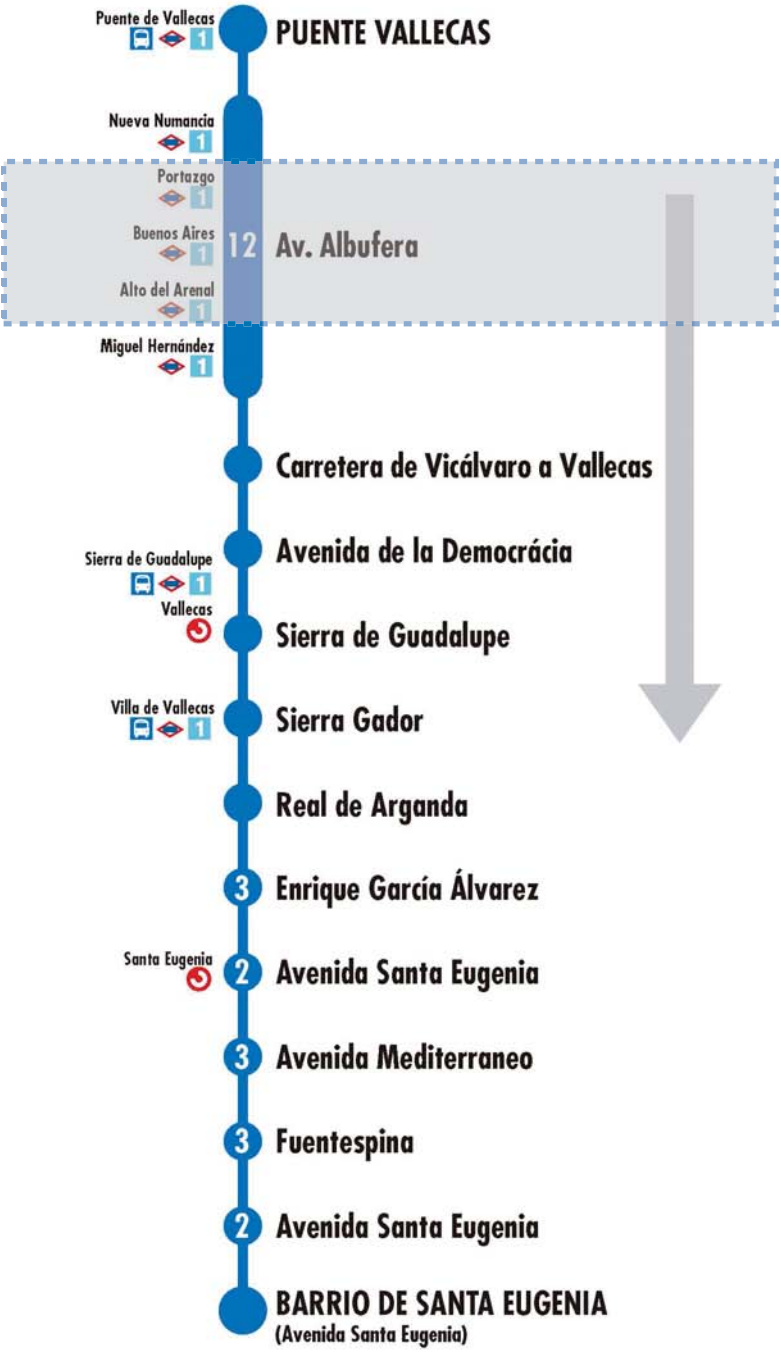 Puente de Vallecas
1
PUENTE VALLECAS
Nueva Numancia
1
Portazgo
1
Buenos Aires
1
12 Av. Albufera
Alto del Arenal
1
Miguel Hernández
1
Carretera de Vicálvaro a Vallecas
Avenida de la Democrácia
Sierra de Guadalupe
1
Vallecas
Sierra de Guadalupe
Villa de Vallecas
1
Sierra Gador
Real de Arganda
3 Enrique García Álvarez
Santa Eugenia
2 Avenida Santa Eugenia
3 Avenida Mediterraneo
3 Fuentespina
2 Avenida Santa Eugenia
BARRIO DE SANTA EUGENIA
(Avenida Santa Eugenia)